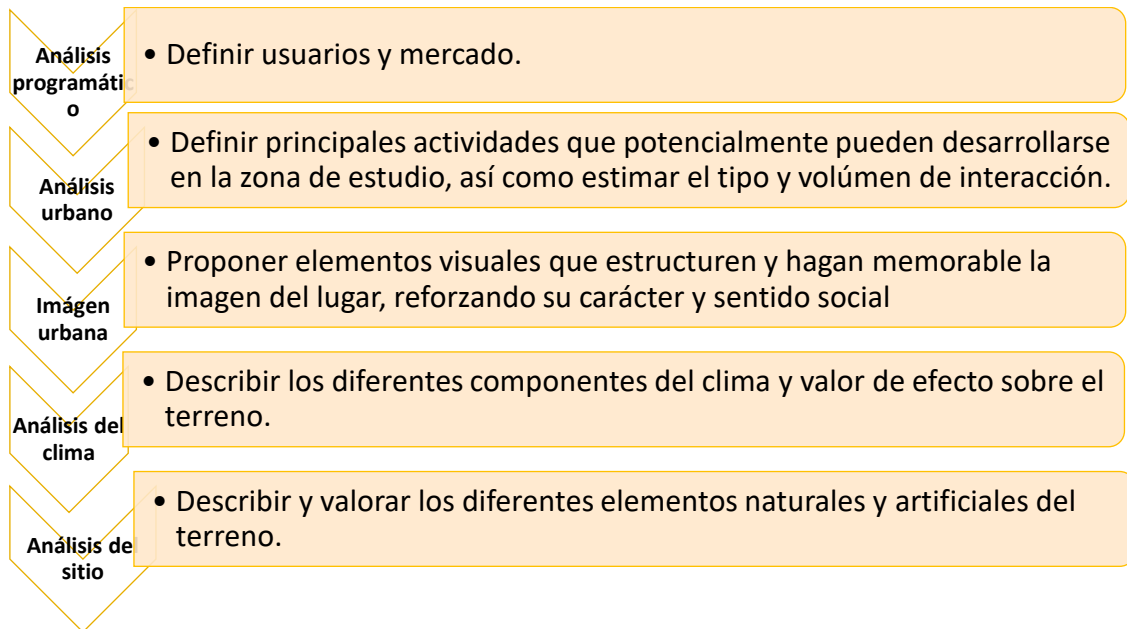 Análisis
programátic
o
• Definir usuarios y mercado.
Análisis
urbano
• Definir principales actividades que potencialmente pueden desarrollarse
en la zona de estudio, así como estimar el tipo y volúmen de interacción.
Imágen
urbana
• Proponer elementos visuales que estructuren y hagan memorable la
imagen del lugar, reforzando su carácter y sentido social
Análisis del
clima
• Describir los diferentes componentes del clima y valor de efecto sobre el
terreno.
Análisis del
sitio
• Describir y valorar los diferentes elementos naturales y artificiales del
terreno.